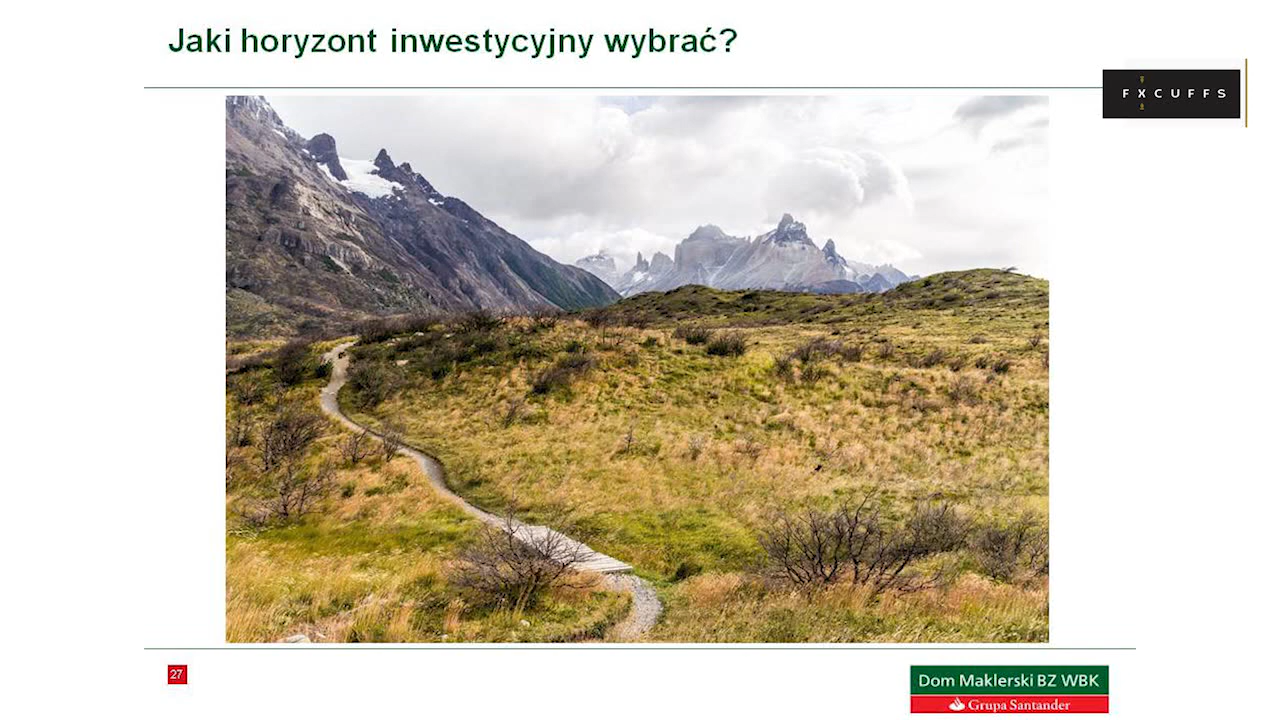 Jaki horyzont inwestycyjny wybrać?
FXCUFFS
27
Dom Maklerski BZ WBK
Grupa Santander